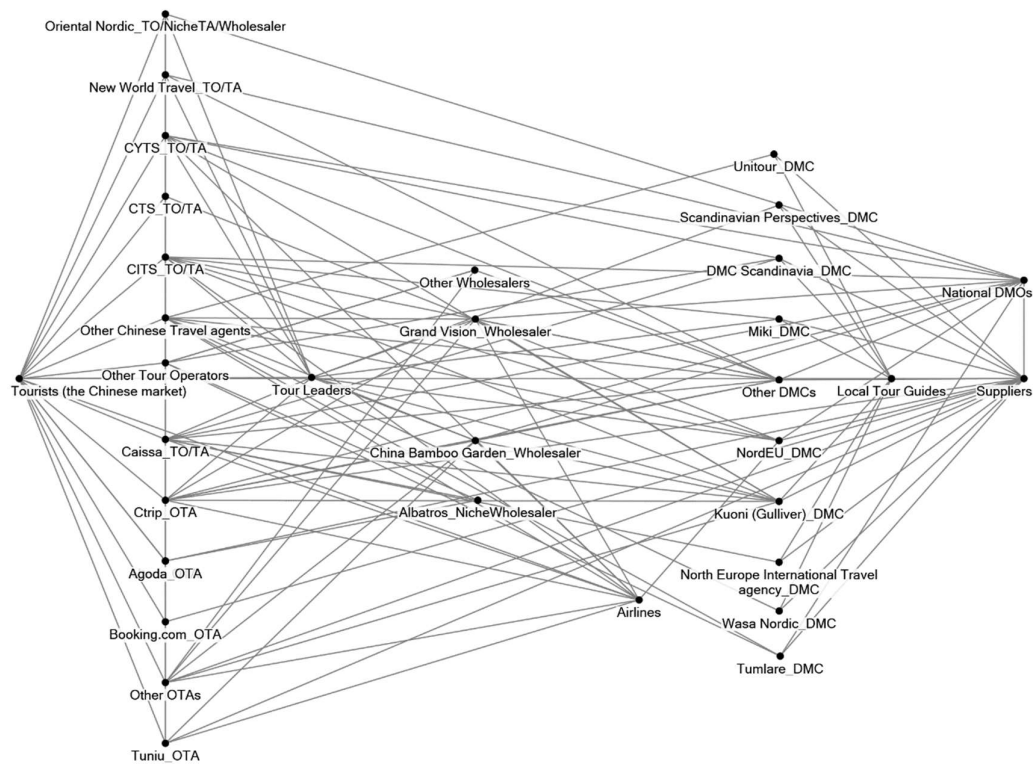 Oriental Nordic_TO/NicheTA/Wholesaler
New World Travel_TO/TA
CYTS_TO/TA
Unitour_DMC
CTS_TO/TA
Scandinavian Perspectives_DMC
CITS_TO/TA
DMC Scandinavia_DMC
Other Wholesalers
National DMOs
Other Chinese Travel agents
Grand Vision_Wholesaler
Miki_DMC
Other Tour Operators
Tourists (the Chinese market)
Tour Leaders
Other DMCs
Local Tour Guides
Suppliers
Caissa_TO/TA
China Bamboo Garden_Wholesaler
NordEU_DMC
Ctrip_OTA
Albatros_NicheWholesaler
Kuoni (Gulliver)_DMC
Agoda_OTA
North Europe International Travel
agency_DMC
Airlines
Wasa Nordic_DMC
Booking.com_OTA
Tumlare_DMC
Other OTAs
Tuniu_OTA